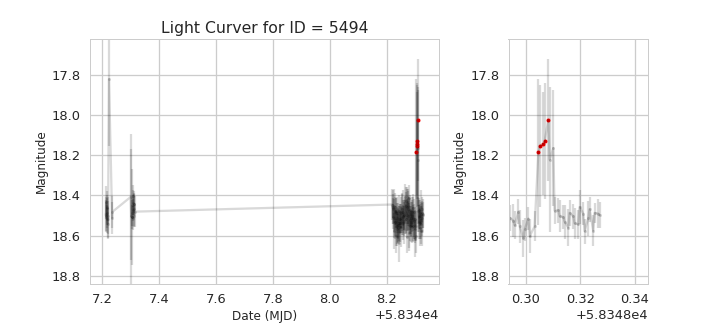 Light Curver for ID = 5494
Magnitude
17.8
18.0
18.2
18.4
18.6
18.8
7.2 7.4 7.6 7.8 8.0 8.2
Date (MJD)
+5.834e4
Magnitude
17.8
18.0
18.2
18.4
18.6
18.8
0.30 0.32 0.34
+5.8348e4